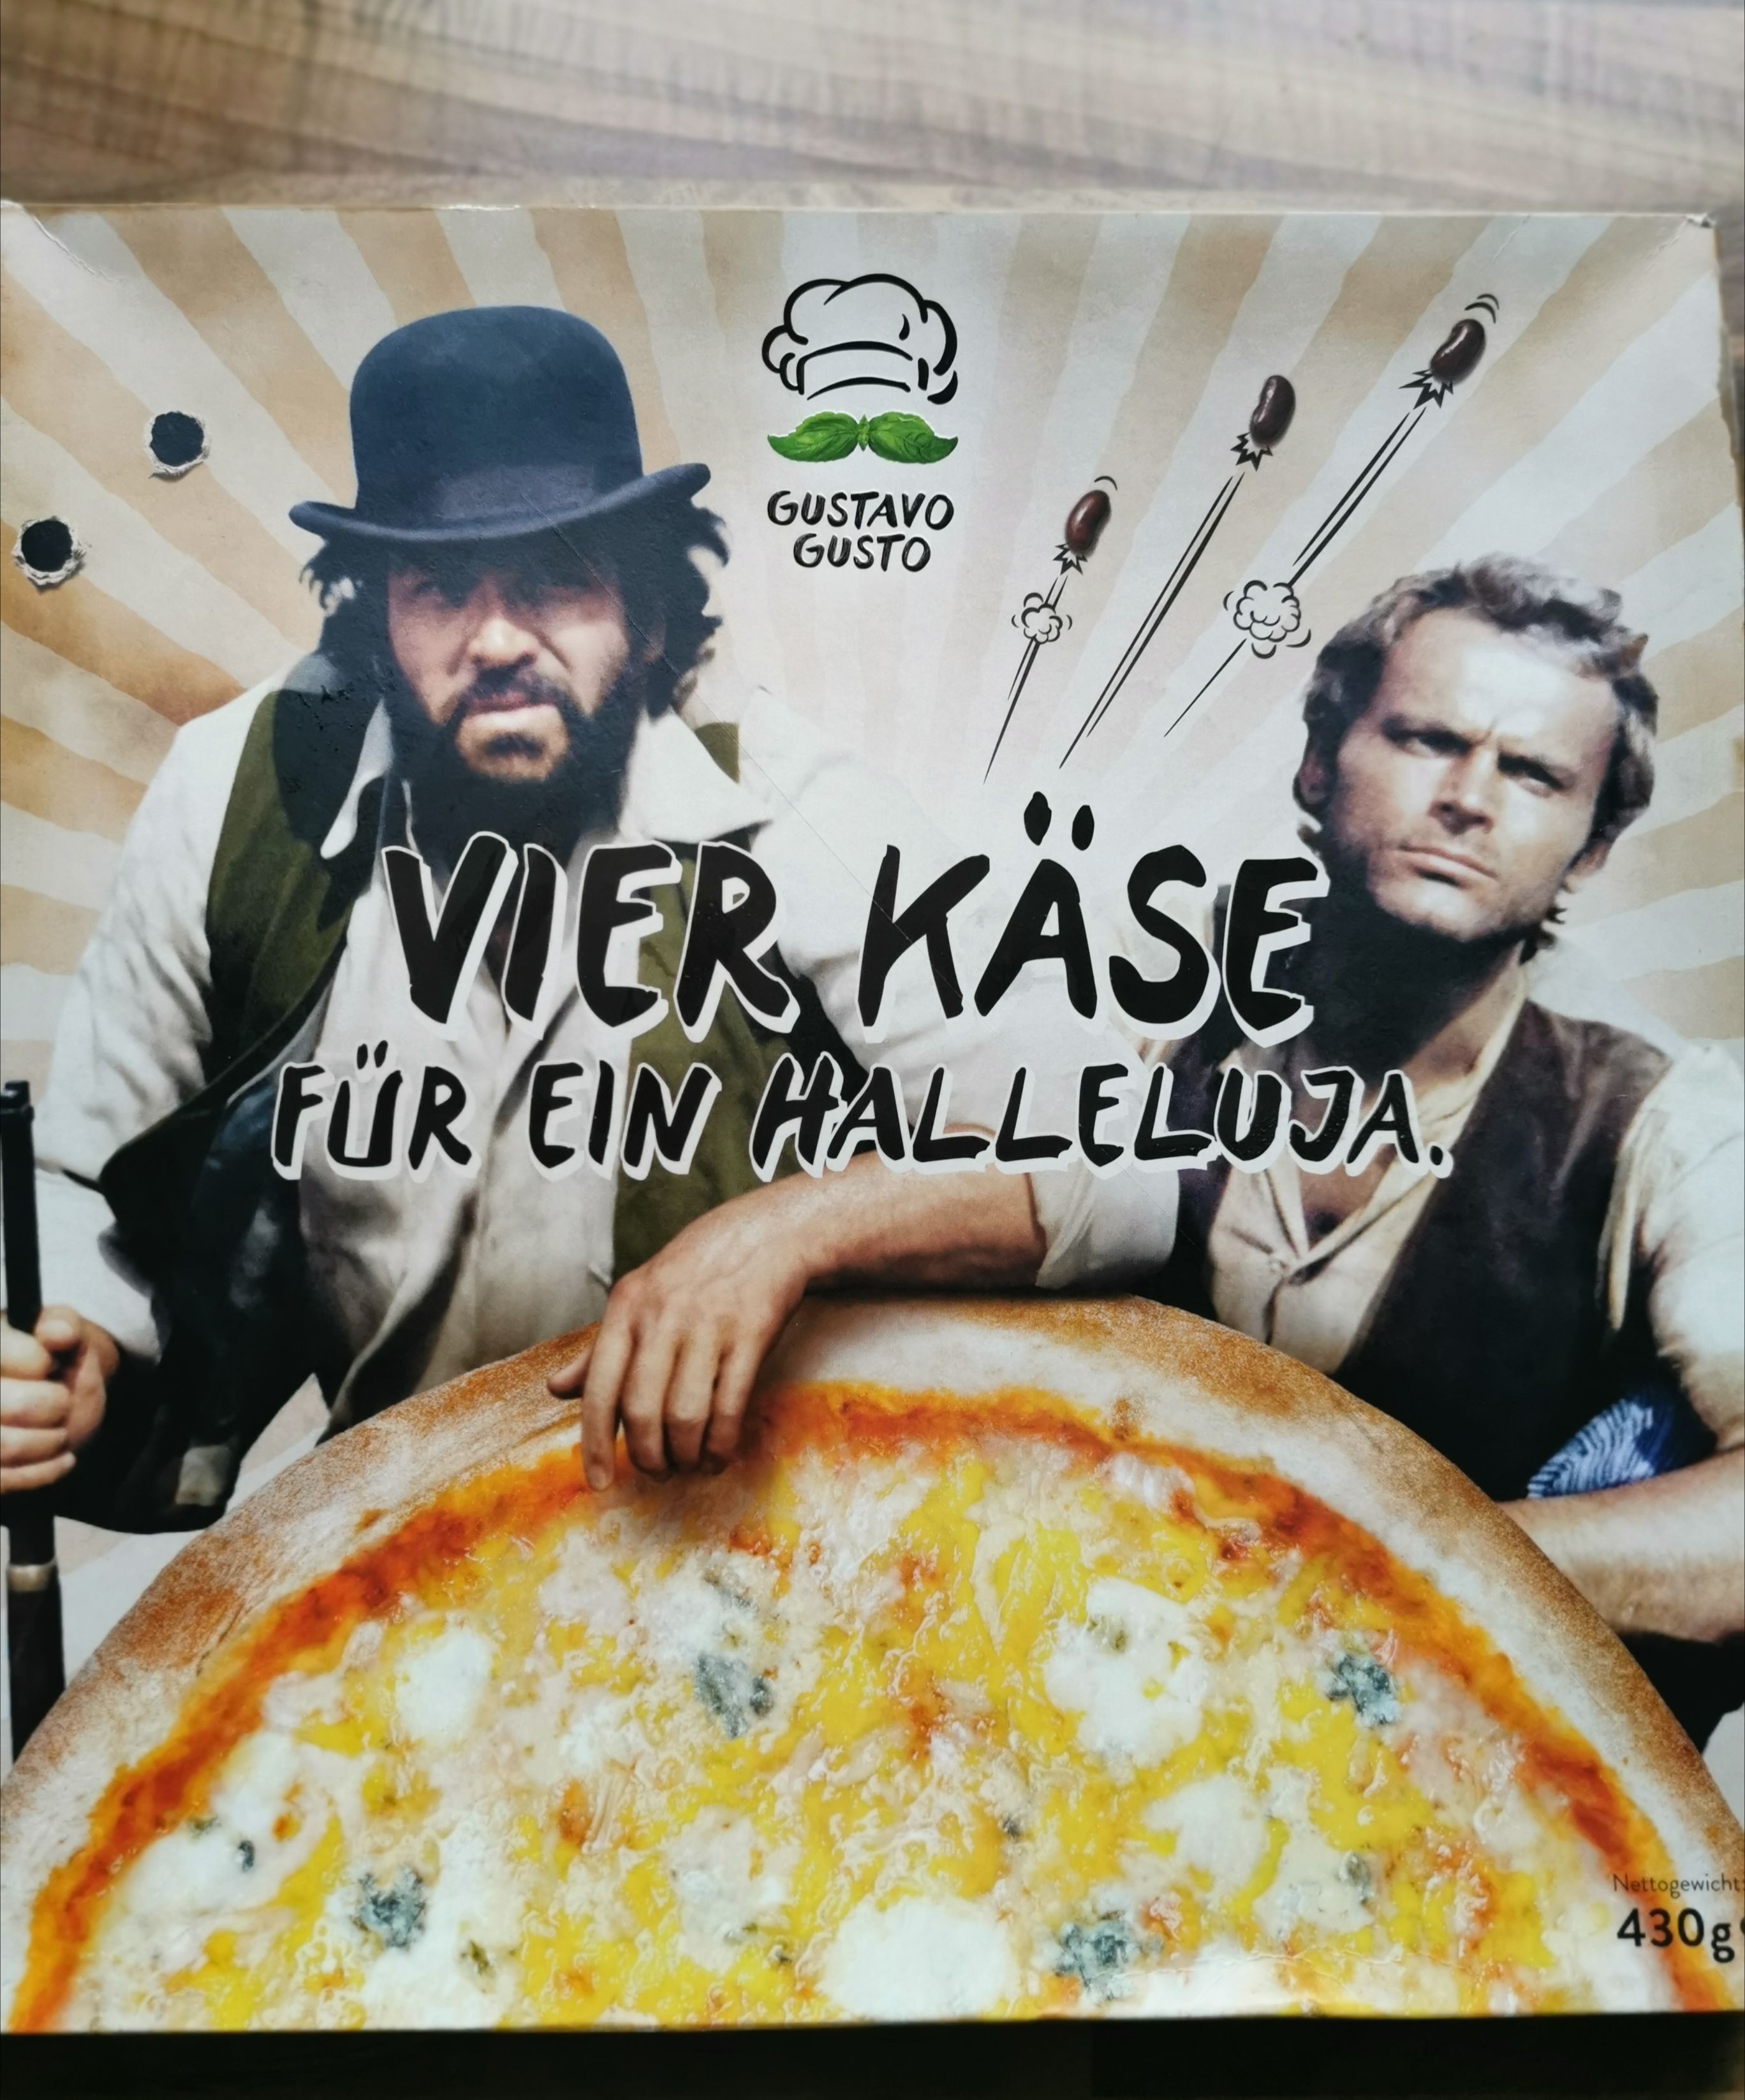 GUSTAVO
GUSTO
VIER KÄSE
FÜR EIN HALLELUJA.
Nettogewicht:
430g